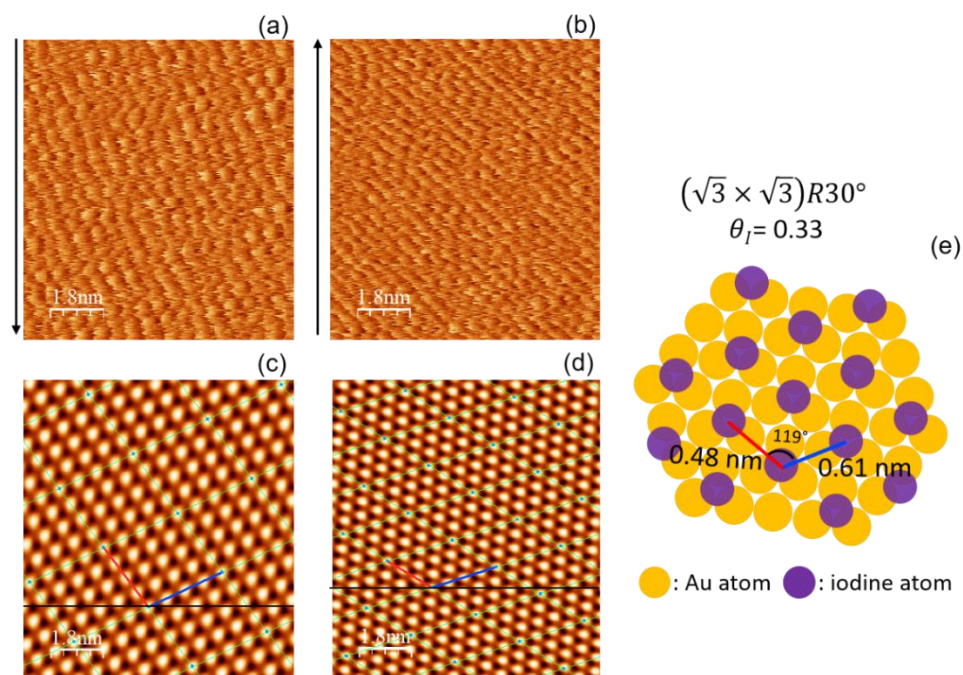 (a)
(b)
1.8nm
1.8nm
(c)
(d)
1.8nm
1.8nm
(√3 × √3)R30°
θ_I= 0.33
(e)
119°
0.48 nm
0.61 nm
: Au atom
: iodine atom